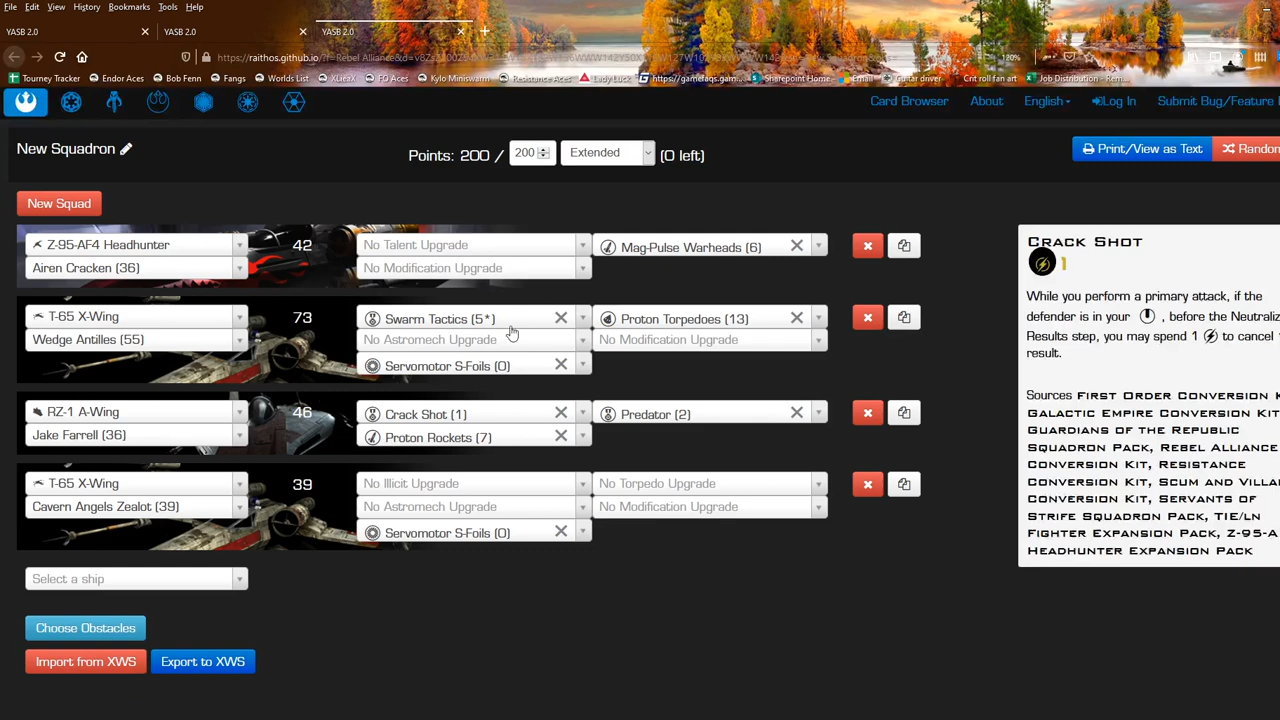 File Edit View History Bookmarks Tools Help
YASB 2.0 YASB 2.0 YASB 2.0
https://raithos.github.io
120%
Tourney Tracker Endor Aces Bob Fenn Fangs Worlds List XLieaX FO Aces Kylo Miniswarm Resistance Aces Lady Luck https://gamefaqs.gam... Sharepoint Home... Email Guitar driver Cnt roll fan art Job Distribution - Rem...
Card Browser About English Log In Submit Bug/Feature
New Squadron Points: 200 / 200 Extended (0 left) Print/View as Text Random
New Squad
Z-95-AF4 Headhunter 42 No Talent Upgrade Mag-Pulse Warheads (6)
Airen Cracken (36) No Modification Upgrade
T-65 X-Wing 73 Swarm Tactics (5*) Proton Torpedoes (13)
Wedge Antilles (55) No Astromech Upgrade No Modification Upgrade
Servomotor S-Foils (0)
RZ-1 A-Wing 46 Crack Shot (1) Predator (2)
Jake Farrell (36) Proton Rockets (7)
T-65 X-Wing 39 No Illicit Upgrade No Torpedo Upgrade
Cavern Angels Zealot (39) No Astromech Upgrade No Modification Upgrade
Servomotor S-Foils (0)
Select a ship
Choose Obstacles
Import from XWS Export to XWS
Crack Shot
1
While you perform a primary attack, if the
defender is in your , before the Neutraliz
Results step, you may spend 1 to cancel
result.
Sources First Order Conversion K
Galactic Empire Conversion Ki
Guardians of the Republic
Squadron Pack, Rebel Alliance
Conversion Kit, Resistance
Conversion Kit, Scum and Villai
Conversion Kit, Servants of
Strife Squadron Pack, TIE/ln
Fighter Expansion Pack, Z-95-A
Headhunter Expansion Pack